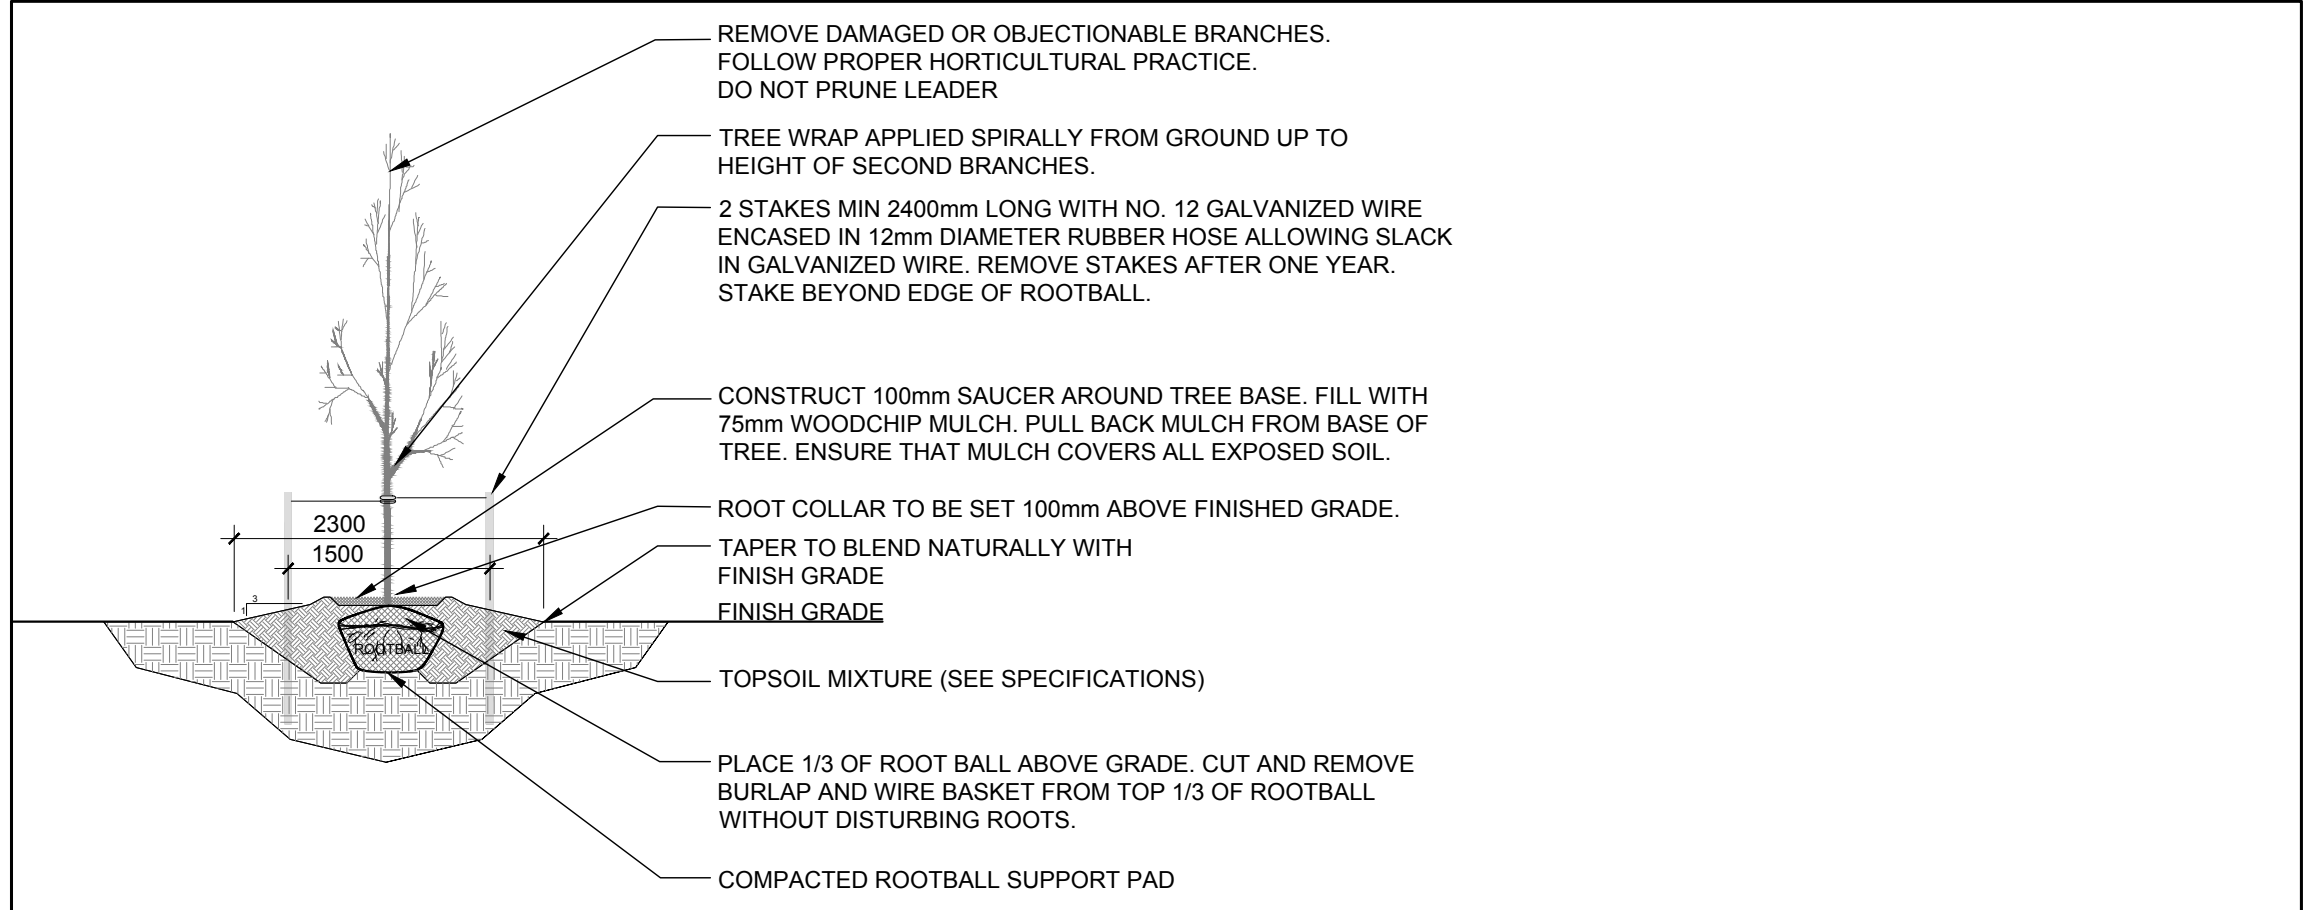 REMOVE DAMAGED OR OBJECTIONABLE BRANCHES.
FOLLOW PROPER HORTICULTURAL PRACTICE.
DO NOT PRUNE LEADER
TREE WRAP APPLIED SPIRALLY FROM GROUND UP TO
HEIGHT OF SECOND BRANCHES.
2 STAKES MIN 2400mm LONG WITH NO. 12 GALVANIZED WIRE
ENCASED IN 12mm DIAMETER RUBBER HOSE ALLOWING SLACK
IN GALVANIZED WIRE. REMOVE STAKES AFTER ONE YEAR.
STAKE BEYOND EDGE OF ROOTBALL.
CONSTRUCT 100mm SAUCER AROUND TREE BASE. FILL WITH
75mm WOODCHIP MULCH. PULL BACK MULCH FROM BASE OF
TREE. ENSURE THAT MULCH COVERS ALL EXPOSED SOIL.
ROOT COLLAR TO BE SET 100mm ABOVE FINISHED GRADE.
2300
1500
TAPER TO BLEND NATURALLY WITH
FINISH GRADE
3
1
FINISH GRADE
ROOTBALL
TOPSOIL MIXTURE (SEE SPECIFICATIONS)
PLACE 1/3 OF ROOT BALL ABOVE GRADE. CUT AND REMOVE
BURLAP AND WIRE BASKET FROM TOP 1/3 OF ROOTBALL
WITHOUT DISTURBING ROOTS.
COMPACTED ROOTBALL SUPPORT PAD